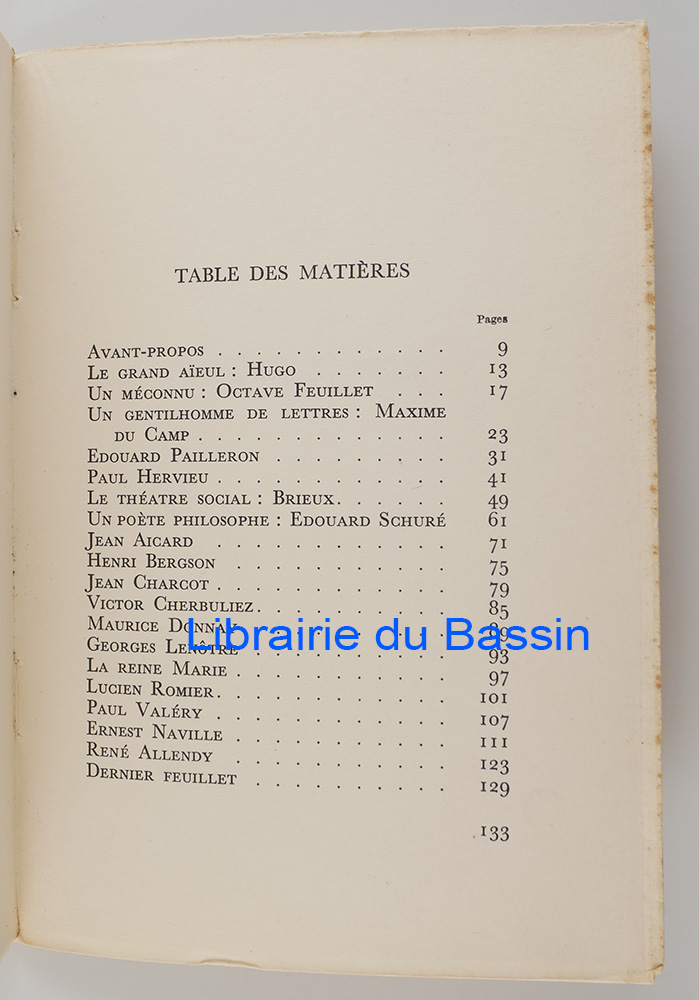 TABLE DES MATIÈRES
Pages
AVANT-PROPOS . . . . . . . . . . . . 9
LE GRAND AÏEUL : HUGO . . . . . . . . 13
UN MÉCONNU : OCTAVE FEUILLET . . . 17
UN GENTILHOMME DE LETTRES : MAXIME
DU CAMP . . . . . . . . . . . . . 23
EDOUARD PAILLERON . . . . . . . . . 31
PAUL HERVIEU . . . . . . . . . . . . 41
LE THÉATRE SOCIAL : BRIEUX. . . . . . 49
UN POÈTE PHILOSOPHE : EDOUARD SCHURÉ 61
JEAN AICARD . . . . . . . . . . . . 71
HENRI BERGSON . . . . . . . . . . . 75
JEAN CHARCOT . . . . . . . . . . . . 79
VICTOR CHERBULIEZ. . . . . . . . . . 85
MAURICE DONNAY . . . . . . . . . . 89
GEORGES LENÔTRE . . . . . . . . . . 93
Librairie du Bassin
LA REINE MARIE . . . . . . . . . . . 97
LUCIEN ROMIER. . . . . . . . . . . . 101
PAUL VALÉRY . . . . . . . . . . . . 107
ERNEST NAVILLE . . . . . . . . . . . 111
RENÉ ALLENDY . . . . . . . . . . . 123
DERNIER FEUILLET . . . . . . . . . . 129
133